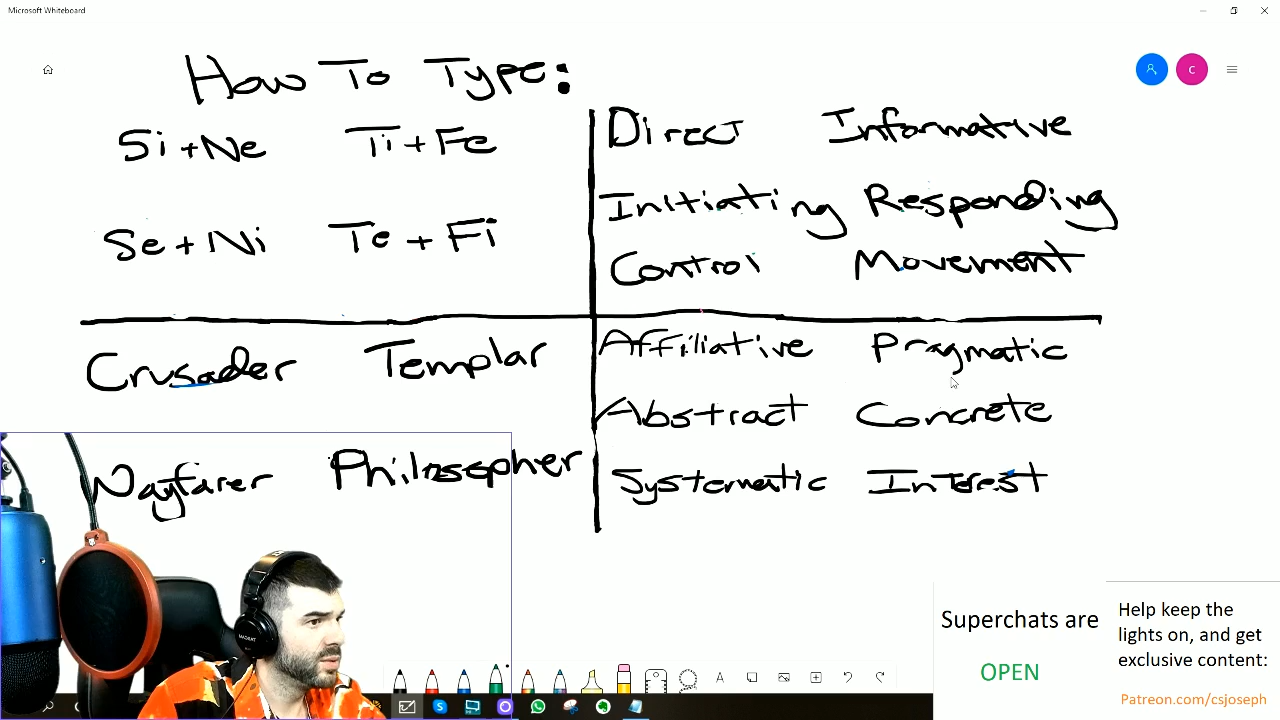 Microsoft Whiteboard
How To Type:
Si+Ne Ti+Fe
Se+Ni Te+Fi
Direct Informative
Initiating Responding
Control Movement
Crusader Templar
Wayfarer Philosopher
Affiliative Pragmatic
Abstract Concrete
Systematic Interest
C
A
Superchats are
OPEN
Help keep the
lights on, and get
exclusive content:
Patreon.com/csjoseph